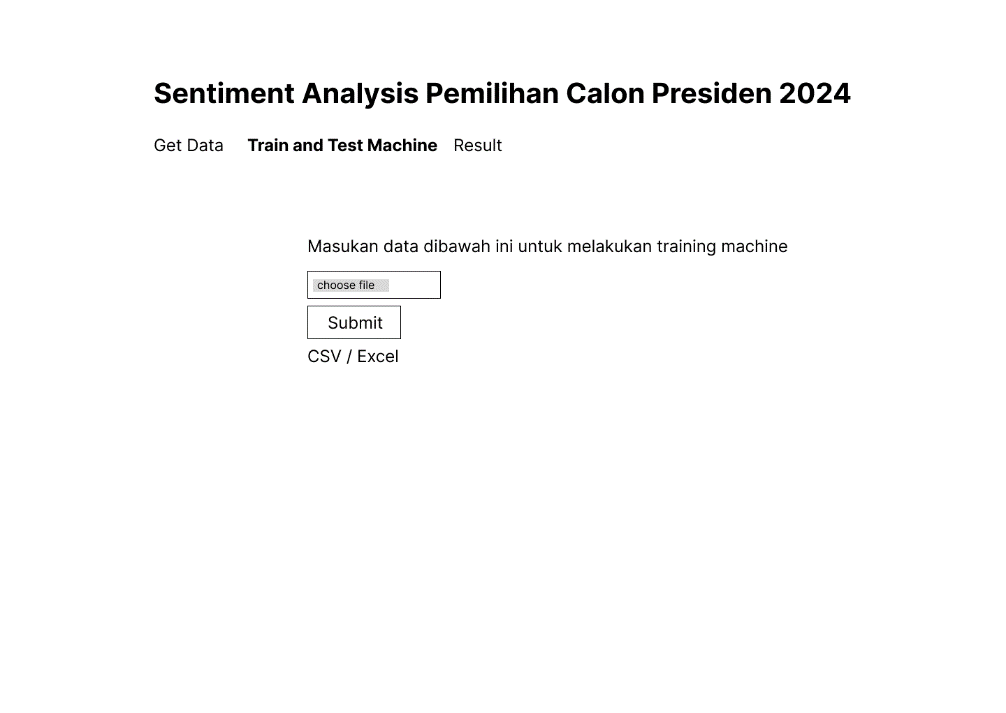 Sentiment Analysis Pemilihan Calon Presiden 2024
Get Data Train and Test Machine Result
Masukan data dibawah ini untuk melakukan training machine
choose file
Submit
CSV / Excel